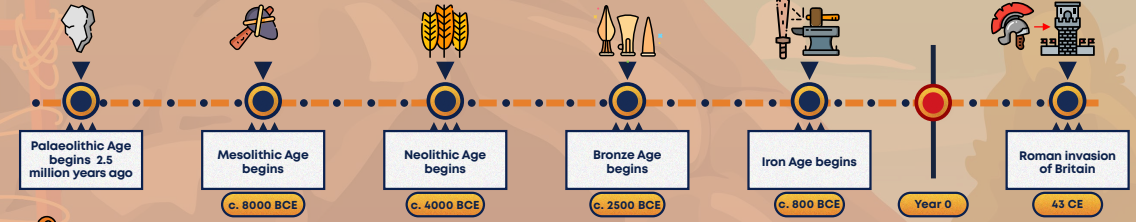 Palaeolithic Age
begins 2.5
million years ago
Mesolithic Age
begins
c. 8000 BCE
Neolithic Age
begins
c. 4000 BCE
Bronze Age
begins
c. 2500 BCE
Iron Age begins
c. 800 BCE
Year 0
Roman invasion
of Britain
43 CE